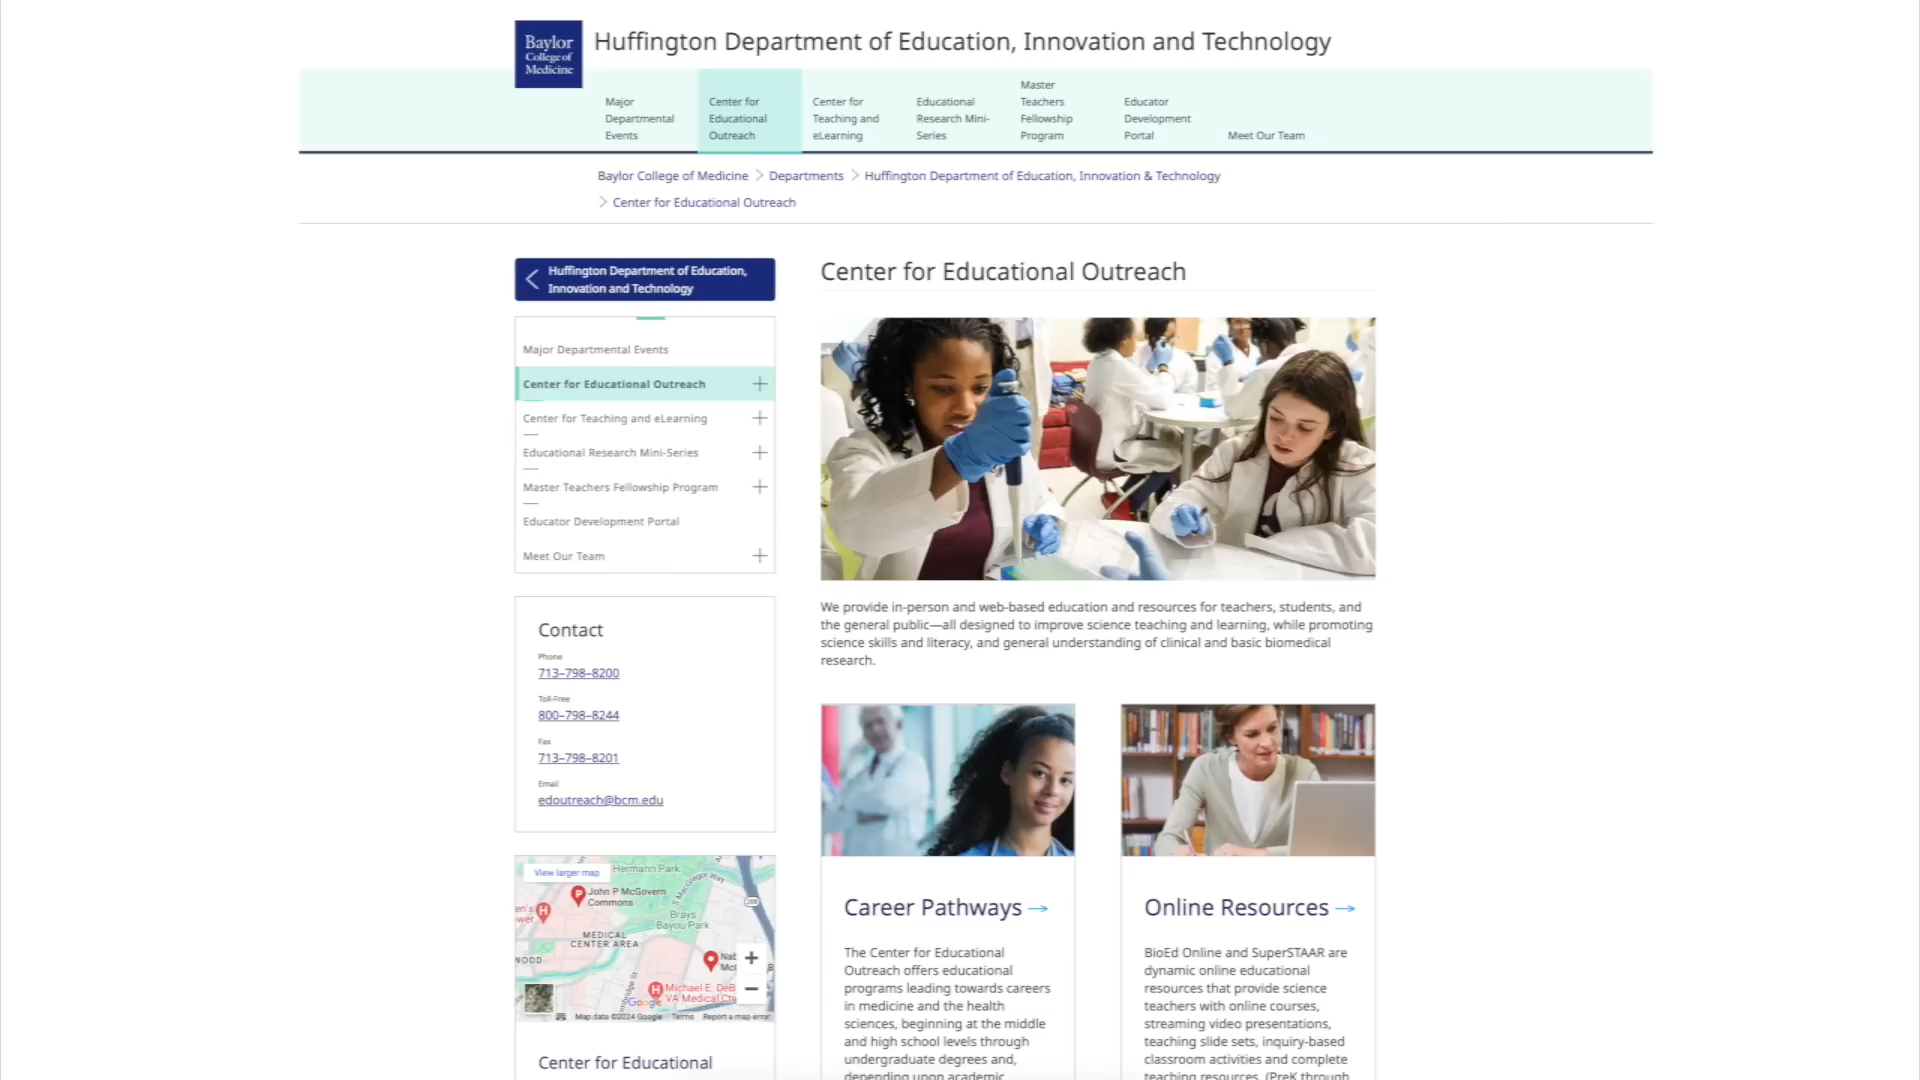 Baylor
College of
Medicine
Huffington Department of Education, Innovation and Technology
Major
Departmental
Events
Center for
Educational
Outreach
Center for
Teaching and
eLearning
Educational
Research Mini-
Series
Master
Teachers
Fellowship
Program
Educator
Development
Portal
Meet Our Team
Baylor College of Medicine > Departments > Huffington Department of Education, Innovation & Technology
> Center for Educational Outreach
Huffington Department of Education,
Innovation and Technology
Major Departmental Events
Center for Educational Outreach
Center for Teaching and eLearning
Educational Research Mini-Series
Master Teachers Fellowship Program
Educator Development Portal
Meet Our Team
Contact
Phone
713-798-8200
Toll-Free
800-798-8244
Fax
713-798-8201
Email
edoutreach@bcm.edu
View larger map
Hermann Park
John P McGovern
Commons
Brays
Bayou Park
MEDICAL
CENTER AREA
S MacGregor Way
288
Michael E. DeB
VA Medical Ctr
Google
Map data ©2024 Google Terms Report a map error
Center for Educational
Center for Educational Outreach
We provide in-person and web-based education and resources for teachers, students, and
the general public—all designed to improve science teaching and learning, while promoting
science skills and literacy, and general understanding of clinical and basic biomedical
research.
Career Pathways →
The Center for Educational
Outreach offers educational
programs leading towards careers
in medicine and the health
sciences, beginning at the middle
and high school levels through
undergraduate degrees and,
depending upon academic
Online Resources →
BioEd Online and SuperSTAAR are
dynamic online educational
resources that provide science
teachers with online courses,
streaming video presentations,
teaching slide sets, inquiry-based
classroom activities and complete
teaching resources. (PreK through